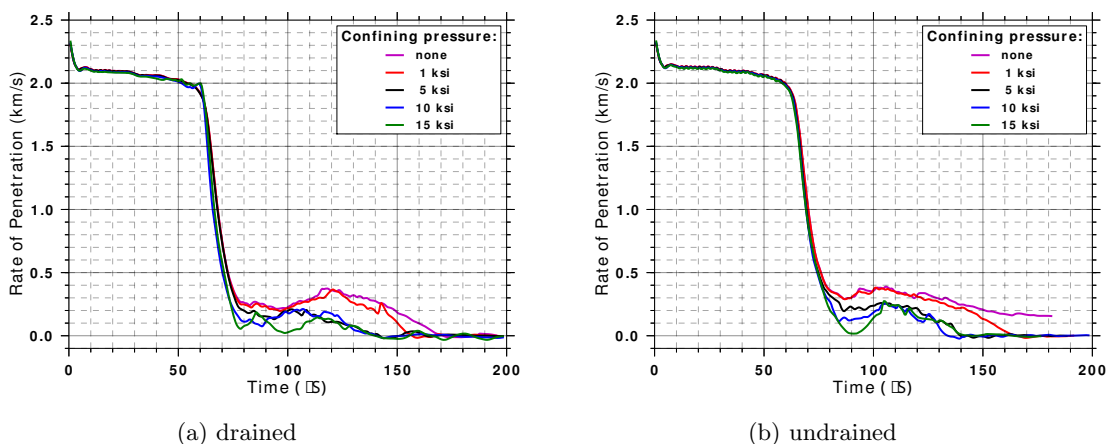 2.5
2.0
1.5
1.0
0.5
0.0
Rate of Penetration (km/s)
0 50 100 150 200
Time (□S)
Confining pressure:
none
1 ksi
5 ksi
10 ksi
15 ksi
(a) drained
2.5
2.0
1.5
1.0
0.5
0.0
Rate of Penetration (km/s)
0 50 100 150 200
Time (□S)
Confining pressure:
none
1 ksi
5 ksi
10 ksi
15 ksi
(b) undrained